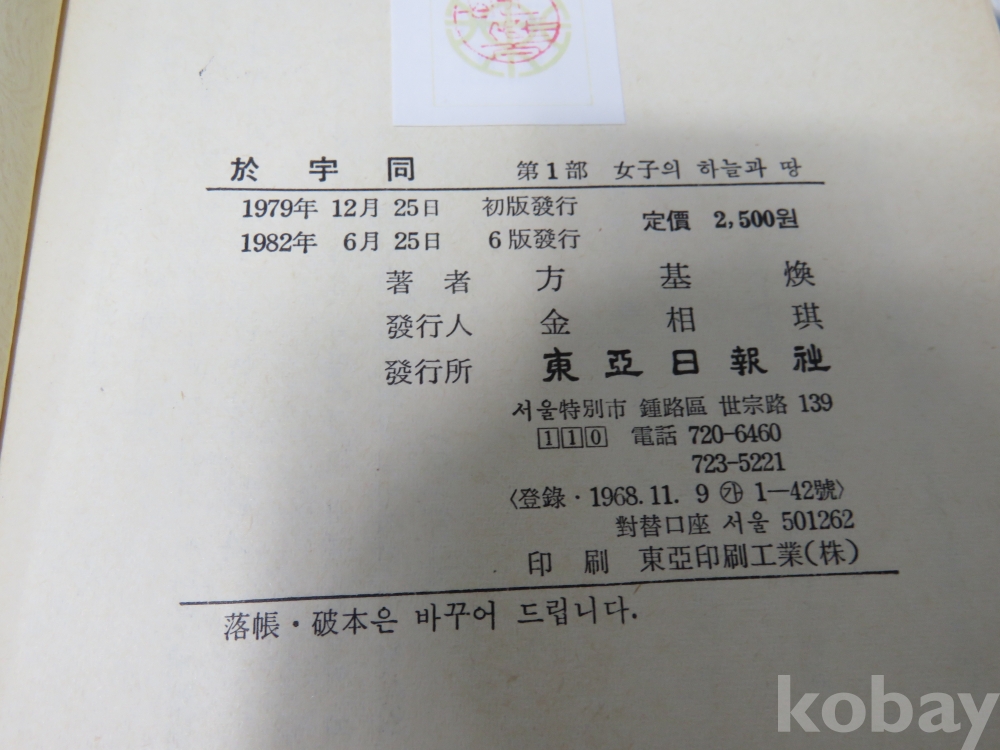 於宇同 第1部 女子의 하늘과 땅
1979年 12月 25日 初版發行
1982年 6月 25日 6版發行
定價 2,500원
著者 方基煥
發行人 金相琪
發行所 東亞日報社
서울特別市 鍾路區 世宗路 139
110 電話 720-6460
723-5221
〈登錄·1968.11. 9 ㉮ 1—42號〉
對替口座 서울 501262
印刷 東亞印刷工業(株)
落帳·破本은 바꾸어 드립니다.
kobay